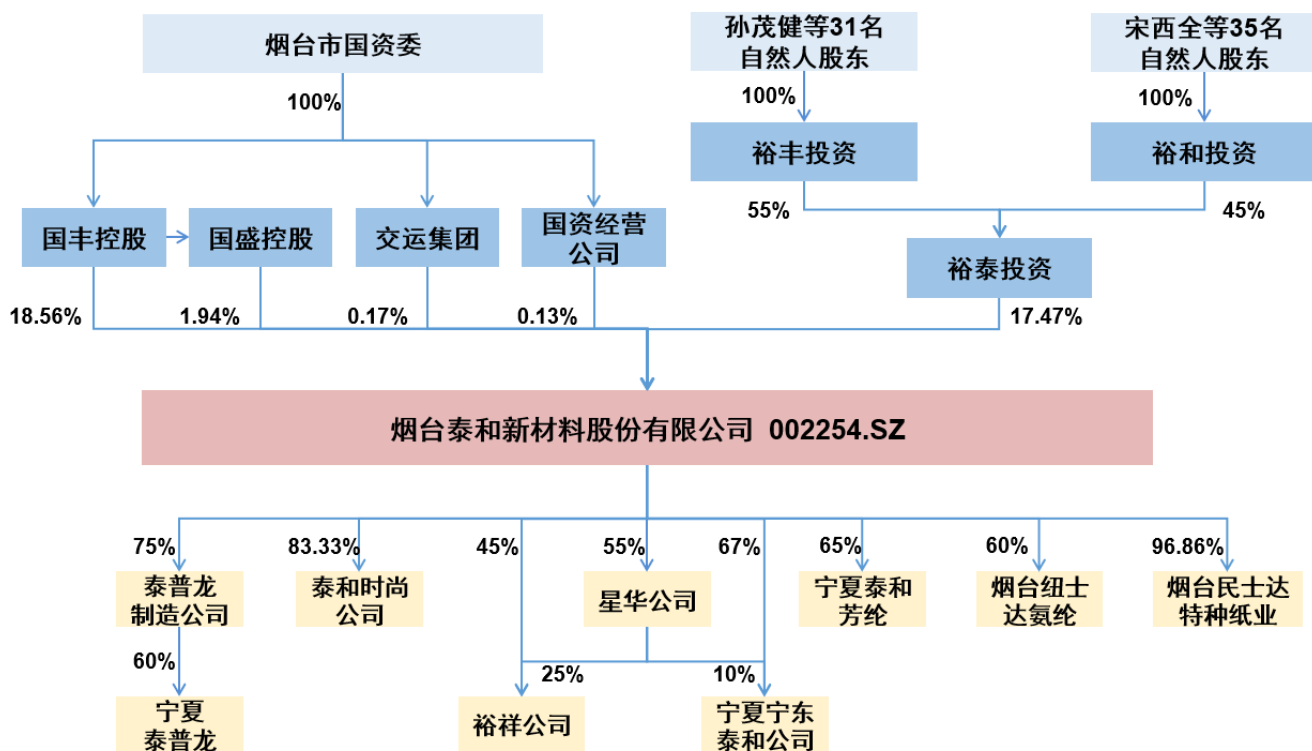 烟台市国资委
孙茂健等31名
自然人股东
宋西全等35名
自然人股东
100%
100%
100%
裕丰投资
裕和投资
55%
45%
国丰控股
国盛控股
交运集团
国资经营
公司
裕泰投资
18.56%
1.94%
0.17%
0.13%
17.47%
烟台泰和新材料股份有限公司 002254.SZ
75%
83.33%
45%
55%
67%
65%
60%
96.86%
泰普龙
制造公司
泰和时尚
公司
星华公司
宁夏泰和
芳纶
烟台纽士
达氨纶
烟台民士达
特种纸业
60%
25%
10%
宁夏
泰普龙
裕祥公司
宁夏宁东
泰和公司